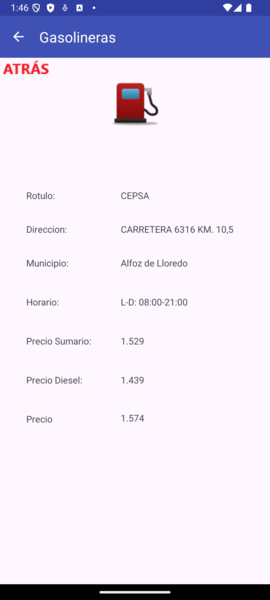 1:46
Gasolineras
ATRÁS
Rotulo: CEPSA
Direccion: CARRETERA 6316 KM. 10,5
Municipio: Alfoz de Lloredo
Horario: L-D: 08:00-21:00
Precio Sumario: 1.529
Precio Diesel: 1.439
Precio 1.574